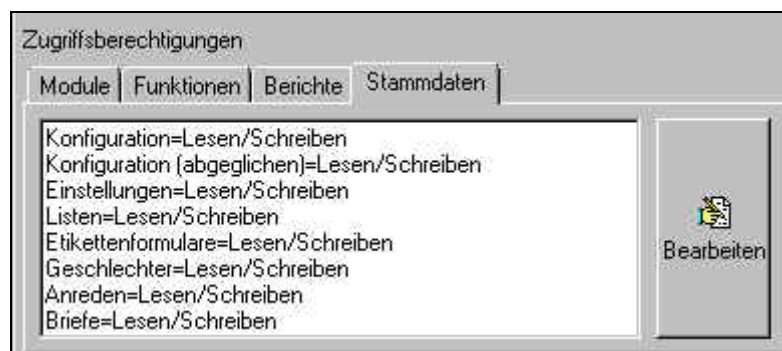 Zugriffsberechtigungen
Module Funktionen Berichte Stammdaten
Konfiguration=Lesen/Schreiben
Konfiguration (abgeglichen)=Lesen/Schreiben
Einstellungen=Lesen/Schreiben
Listen=Lesen/Schreiben
Etikettenformulare=Lesen/Schreiben
Geschlechter=Lesen/Schreiben
Anreden=Lesen/Schreiben
Briefe=Lesen/Schreiben
Bearbeiten